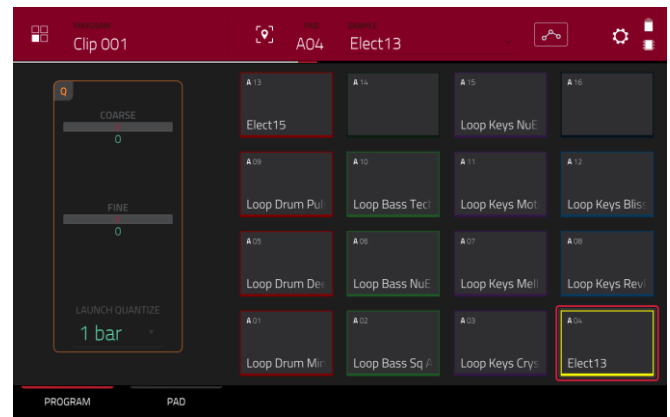 PROGRAM
Clip 001
PAD
A04
SAMPLE
Elect13
Q
COARSE
0
FINE
0
LAUNCH QUANTIZE
1 bar
A 13
Elect15
A 14
A 15
Loop Keys NuE
A 16
A 09
Loop Drum Pul
A 10
Loop Bass Tech
A 11
Loop Keys Mot
A 12
Loop Keys Bliss
A 05
Loop Drum Dee
A 06
Loop Bass NuE
A 07
Loop Keys Mell
A 08
Loop Keys Revi
A 01
Loop Drum Min
A 02
Loop Bass Sq A
A 03
Loop Keys Crys
A 04
Elect13
PROGRAM
PAD